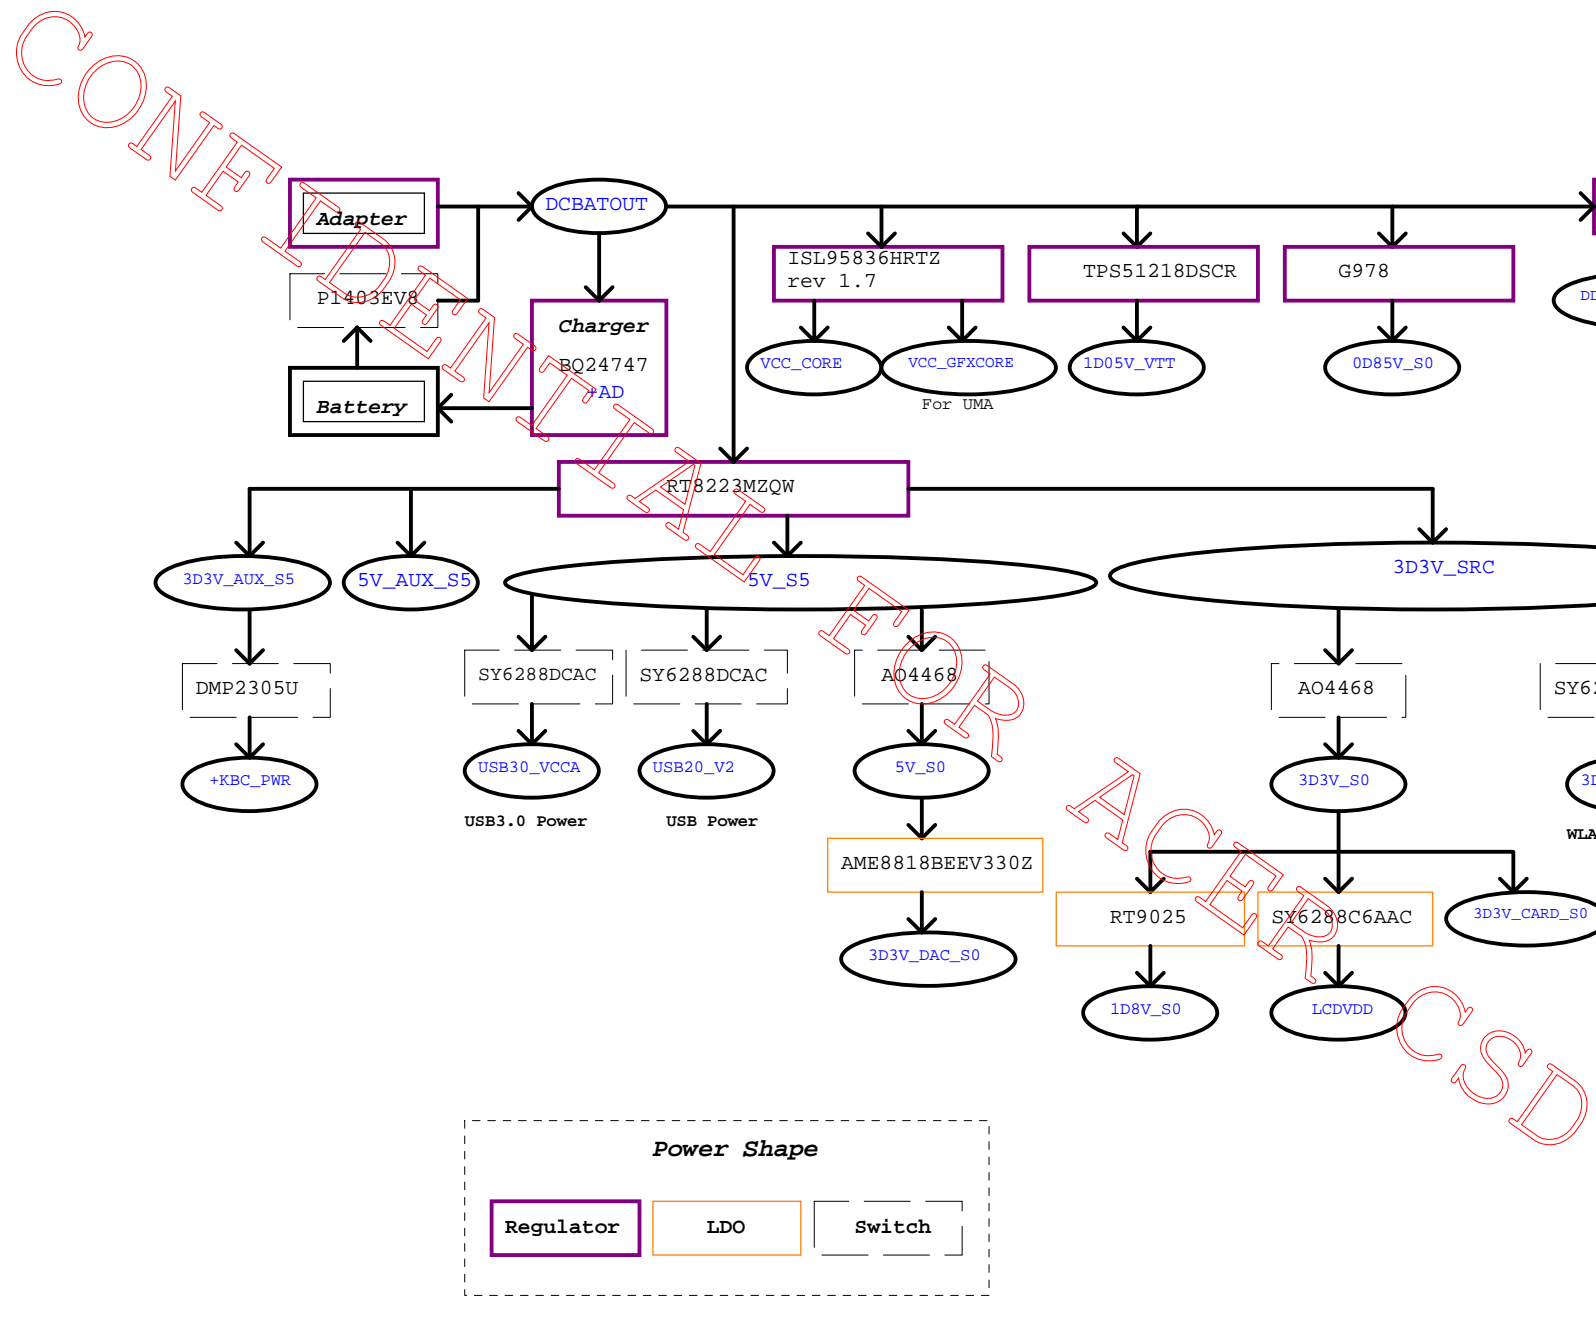 CONFIDENTIAL FOR ACER CSD
Adapter
DCBATOUT
P1403EV8
Battery
Charger
BQ24747
+AD
ISL95836HRTZ
rev 1.7
TPS51218DSCR
G978
VCC_CORE
VCC_GFXCORE
1D05V_VTT
0D85V_S0
For UMA
RT8223MZQW
3D3V_AUX_S5
5V_AUX_S5
5V_S5
3D3V_SRC
DMP2305U
SY6288DCAC
SY6288DCAC
AO4468
AO4468
+KBC_PWR
USB30_VCCA
USB20_V2
5V_S0
3D3V_S0
USB3.0 Power
USB Power
AME8818BEEV330Z
RT9025
SY6288C6AAC
3D3V_CARD_S0
3D3V_DAC_S0
1D8V_S0
LCDVDD
Power Shape
Regulator
LDO
Switch